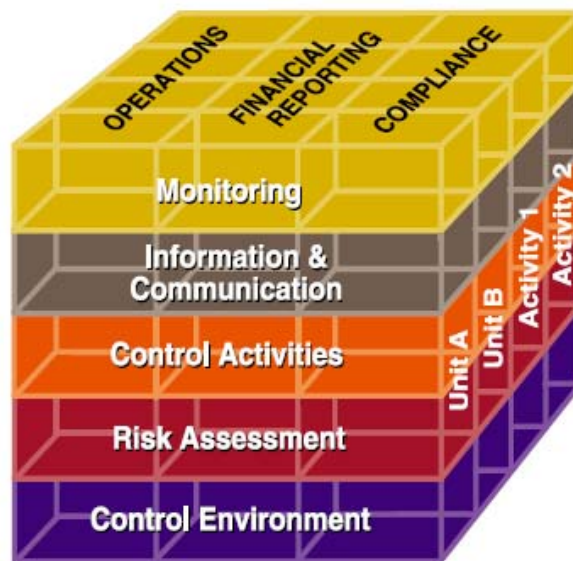 OPERATIONS
FINANCIAL
REPORTING
COMPLIANCE
Monitoring
Information &
Communication
Control Activities
Risk Assessment
Control Environment
Unit A
Unit B
Activity 1
Activity 2